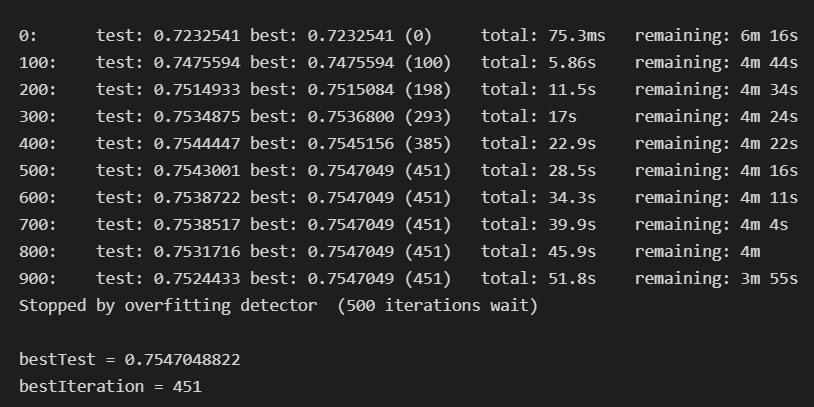 0:      test: 0.7232541 best: 0.7232541 (0)     total: 75.3ms   remaining: 6m 16s
100:    test: 0.7475594 best: 0.7475594 (100)   total: 5.86s    remaining: 4m 44s
200:    test: 0.7514933 best: 0.7515084 (198)   total: 11.5s    remaining: 4m 34s
300:    test: 0.7534875 best: 0.7536800 (293)   total: 17s      remaining: 4m 24s
400:    test: 0.7544447 best: 0.7545156 (385)   total: 22.9s    remaining: 4m 22s
500:    test: 0.7543001 best: 0.7547049 (451)   total: 28.5s    remaining: 4m 16s
600:    test: 0.7538722 best: 0.7547049 (451)   total: 34.3s    remaining: 4m 11s
700:    test: 0.7538517 best: 0.7547049 (451)   total: 39.9s    remaining: 4m 4s
800:    test: 0.7531716 best: 0.7547049 (451)   total: 45.9s    remaining: 4m
900:    test: 0.7524433 best: 0.7547049 (451)   total: 51.8s    remaining: 3m 55s
Stopped by overfitting detector  (500 iterations wait)

bestTest = 0.7547048822
bestIteration = 451